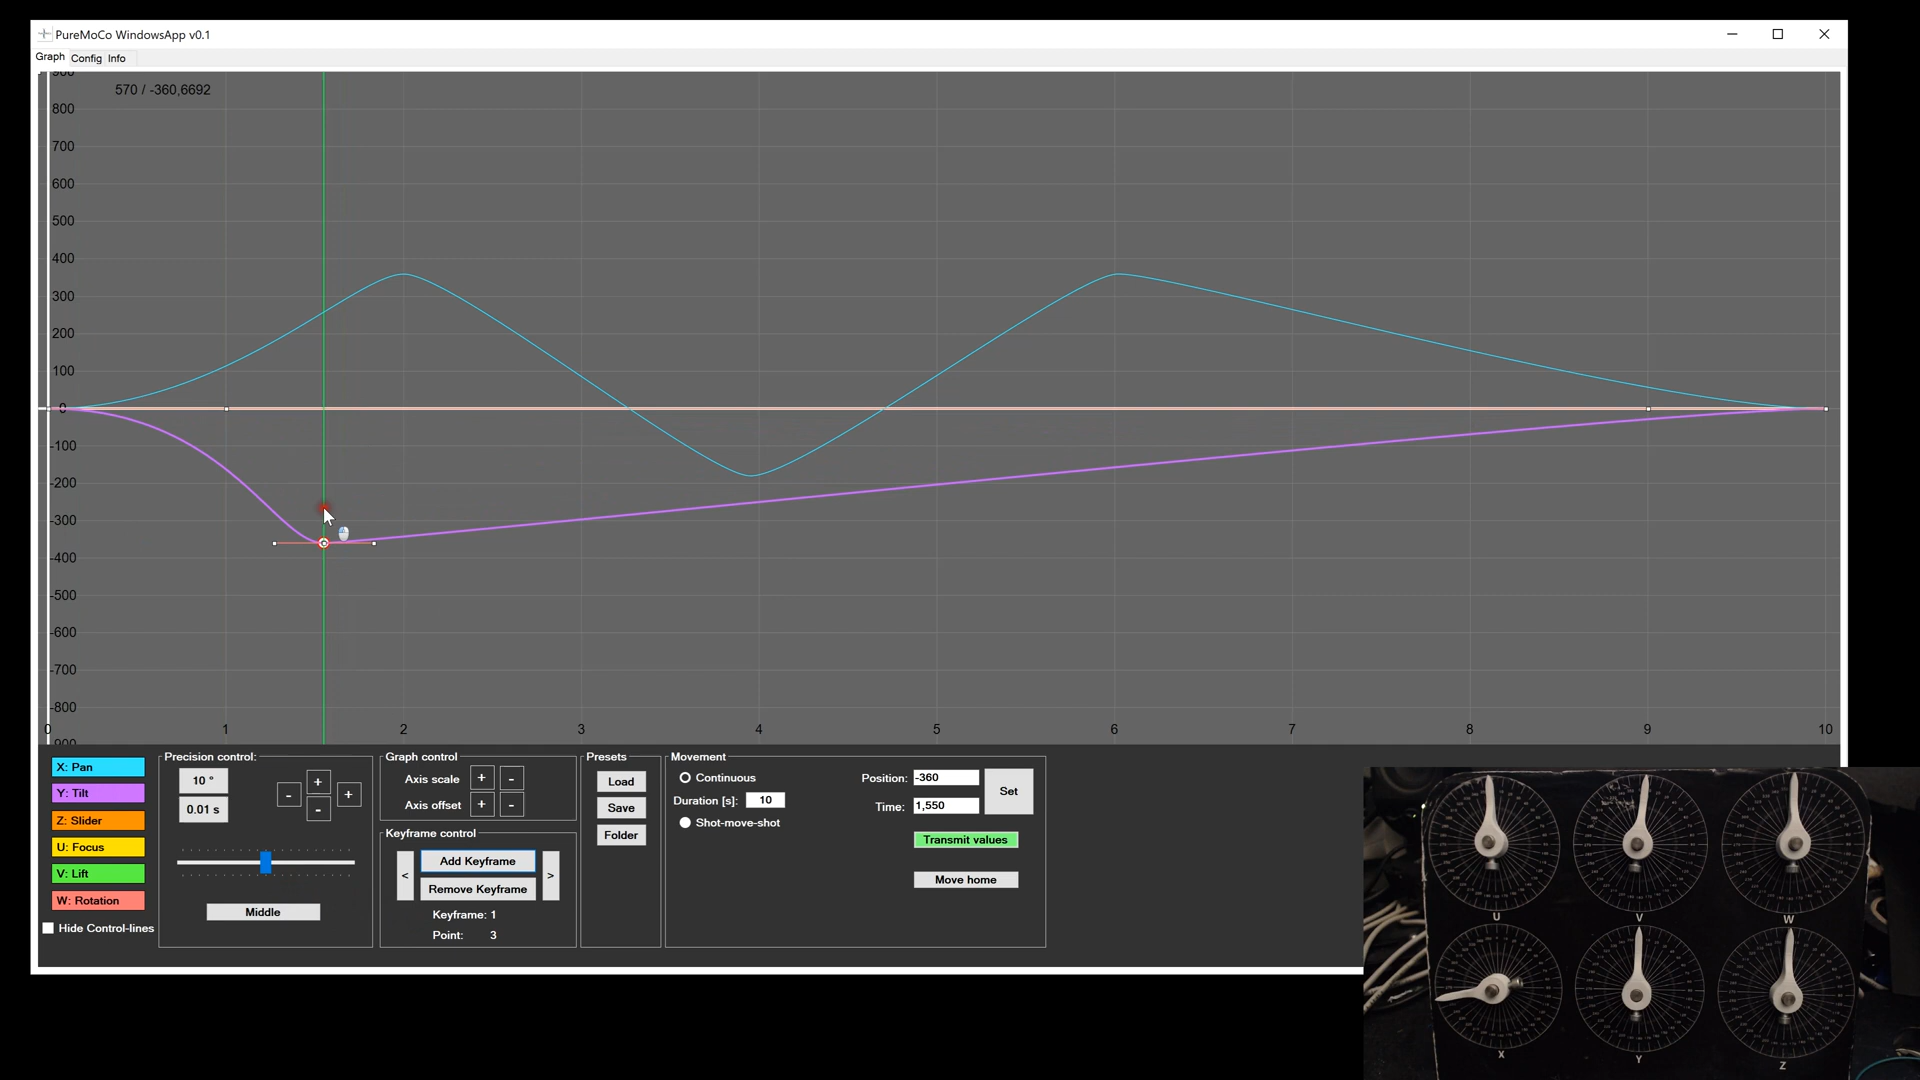 PureMoCo WindowsApp v0.1
Graph Config Info
900
570 / -360,6692
800
700
600
500
400
300
200
100
0
-100
-200
-300
-400
-500
-600
-700
-800
0 1 2 3 4 5 6 7 8 9 10
-900
X: Pan
Y: Tilt
Z: Slider
U: Focus
V: Lift
W: Rotation
Hide Control-lines
Precision control:
10 °
0.01 s
- + - +
Middle
Graph control
Axis scale + -
Axis offset + -
Keyframe control
<
Add Keyframe
Remove Keyframe
>
Keyframe: 1
Point: 3
Presets
Load
Save
Folder
Movement
Continuous
Duration [s]: 10
Shot-move-shot
Position: -360
Time: 1,550
Set
Transmit values
Move home
U V W
X Y Z